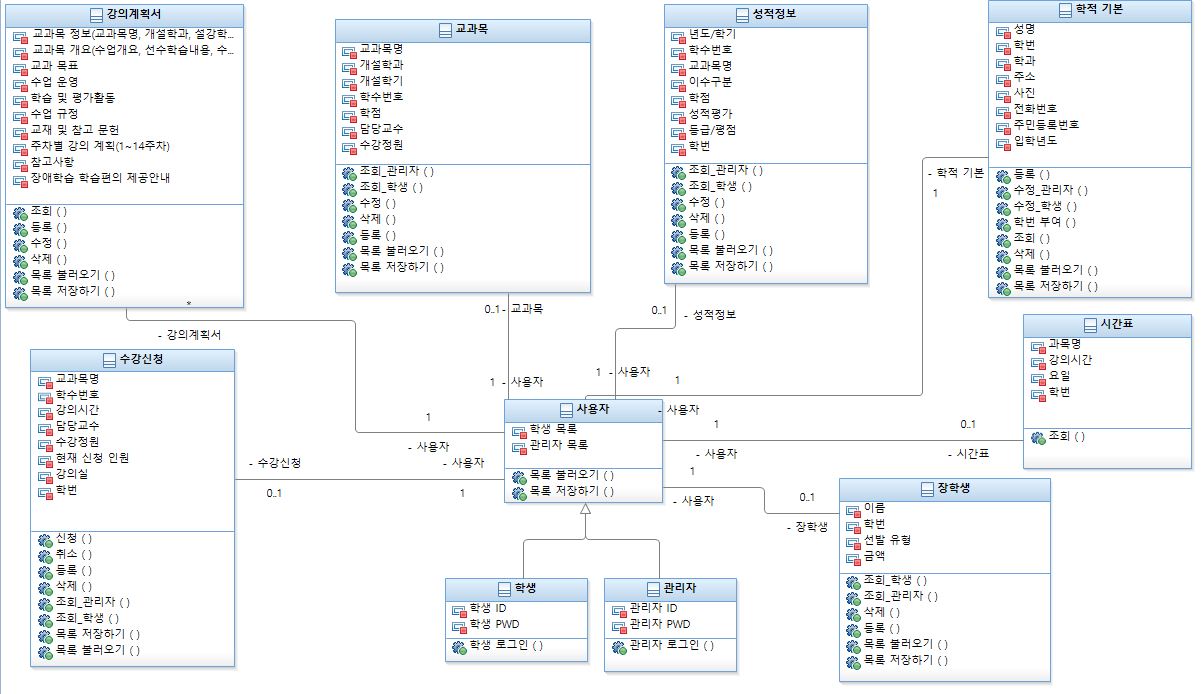 강의계획서
교과목 정보(교과목명, 개설학과, 설강학...
교과목 개요(수업개요, 선수학습내용, 수...
교과 목표
수업 운영
학습 및 평가활동
수업 규정
교재 및 참고 문헌
주차별 강의 계획(1~14주차)
참고사항
장애학습 학습편의 제공안내
조회 ( )
등록 ( )
수정 ( )
삭제 ( )
목록 불러오기 ( )
목록 저장하기 ( )
교과목
교과목명
개설학과
개설학기
학수번호
학점
담당교수
수강정원
조회_관리자 ( )
조회_학생 ( )
수정 ( )
삭제 ( )
등록 ( )
목록 불러오기 ( )
목록 저장하기 ( )
성적정보
년도/학기
학수번호
교과목명
이수구분
학점
성적평가
등급/평점
학번
조회_관리자 ( )
조회_학생 ( )
수정 ( )
삭제 ( )
등록 ( )
목록 불러오기 ( )
목록 저장하기 ( )
학적 기본
성명
학번
학과
주소
사진
전화번호
주민등록번호
입학년도
등록 ( )
수정_관리자 ( )
수정_학생 ( )
학번 부여 ( )
조회 ( )
삭제 ( )
목록 불러오기 ( )
목록 저장하기 ( )
- 학적 기본
1
*
- 강의계획서
0..1 - 교과목
0..1 - 성적정보
1 - 사용자
1 - 사용자
1
- 사용자
1
- 사용자
수강신청
교과목명
학수번호
강의시간
담당교수
수강정원
현재 신청 인원
강의실
학번
신청 ( )
취소 ( )
등록 ( )
삭제 ( )
조회_관리자 ( )
조회_학생 ( )
목록 저장하기 ( )
목록 불러오기 ( )
- 수강신청
0..1
- 사용자
1
사용자
학생 목록
관리자 목록
목록 불러오기 ( )
목록 저장하기 ( )
1
- 사용자
0..1
- 시간표
시간표
과목명
강의시간
요일
학번
조회 ( )
1
- 사용자
0..1
- 장학생
장학생
이름
학번
선발 유형
금액
조회_학생 ( )
조회_관리자 ( )
삭제 ( )
등록 ( )
목록 불러오기 ( )
목록 저장하기 ( )
학생
학생 ID
학생 PWD
학생 로그인 ( )
관리자
관리자 ID
관리자 PWD
관리자 로그인 ( )